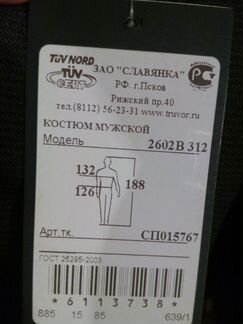 TÜV NORD
TÜV
CERT
ЗАО "СЛАВЯНКА"
РФ. г.Псков
Рижский пр.40
тел.(8112) 56-23-31 www.truvor.ru
КОСТЮМ МУЖСКОЙ
Модель 2602В 312
132
188
126
Арт.тк. СП015767
ГОСТ 25295-2003
*6113738*
885 15 85 639/1